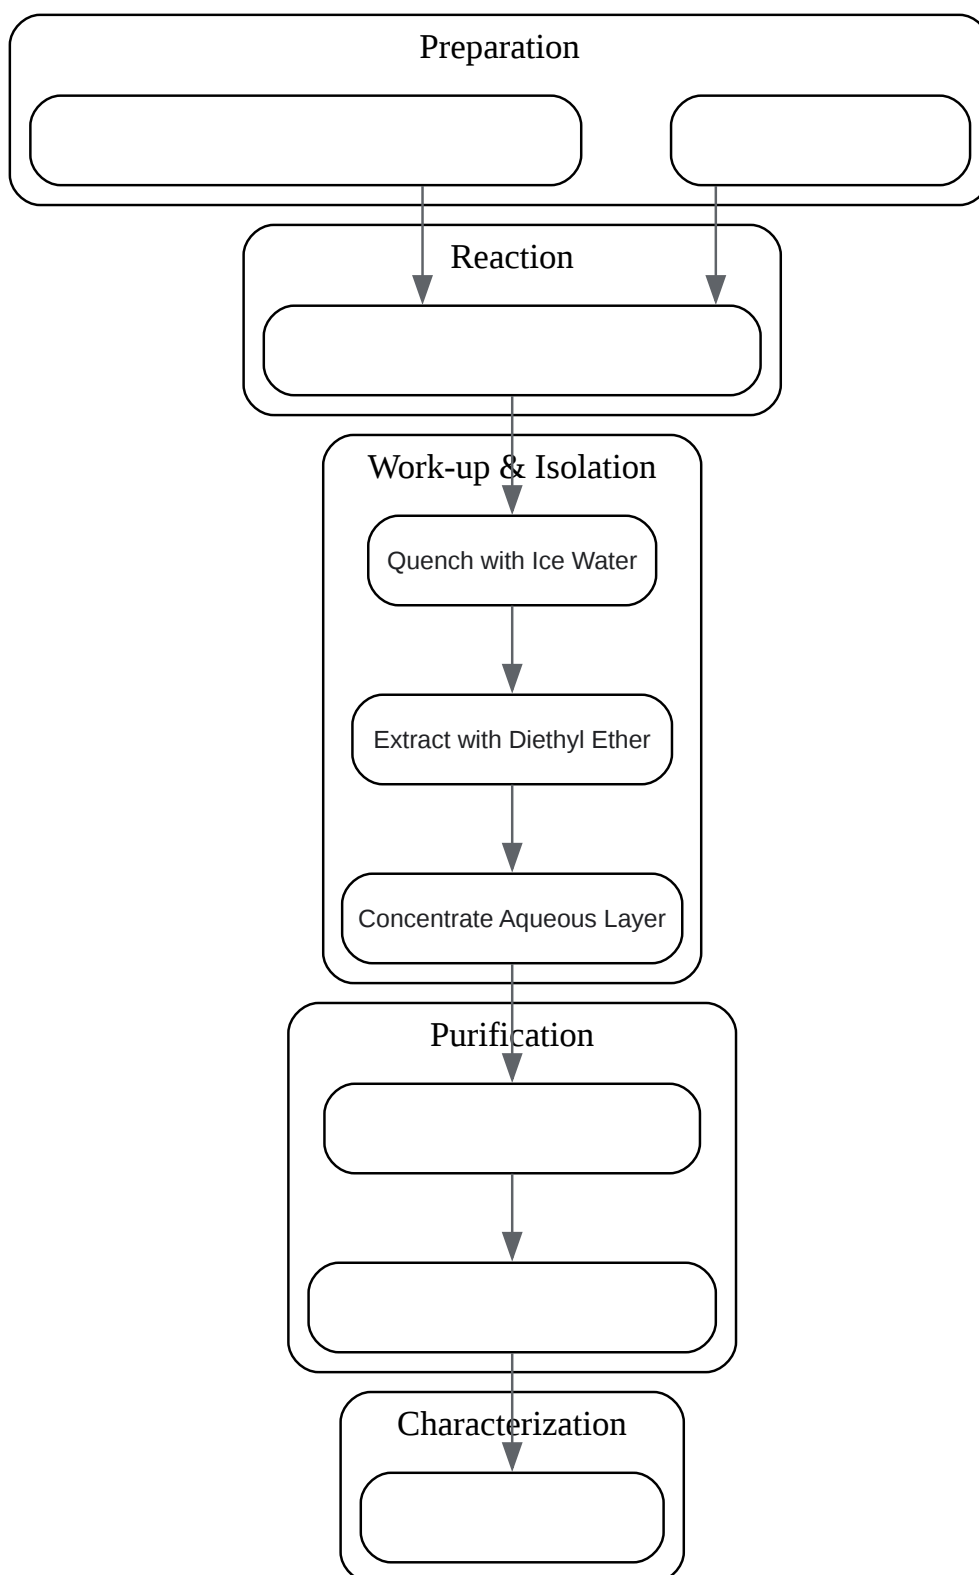 Preparation
Reaction
Work-up & Isolation
Quench with Ice Water
Extract with Diethyl Ether
Concentrate Aqueous Layer
Purification
Characterization